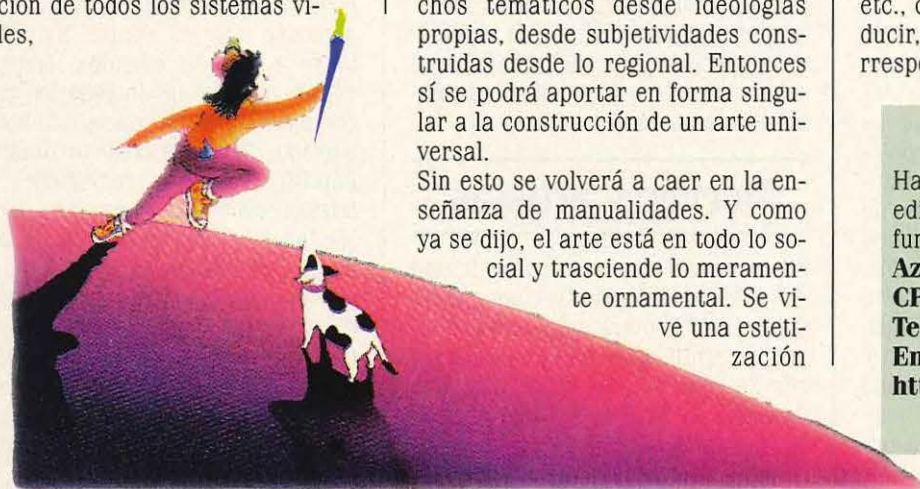 ción de todos los sistemas vi-
les,
chos temáticos desde ideologías
propias, desde subjetividades cons-
truidas desde lo regional. Entonces
sí se podrá aportar en forma singu-
lar a la construcción de un arte uni-
versal.
Sin esto se volverá a caer en la en-
señanza de manualidades. Y como
ya se dijo, el arte está en todo lo so-
cial y trasciende lo meramen-
te ornamental. Se vi-
ve una esteti-
zación
etc.,
ducir,
rrespo
Ha
edi
fun
Az
CP
Te
En
htt